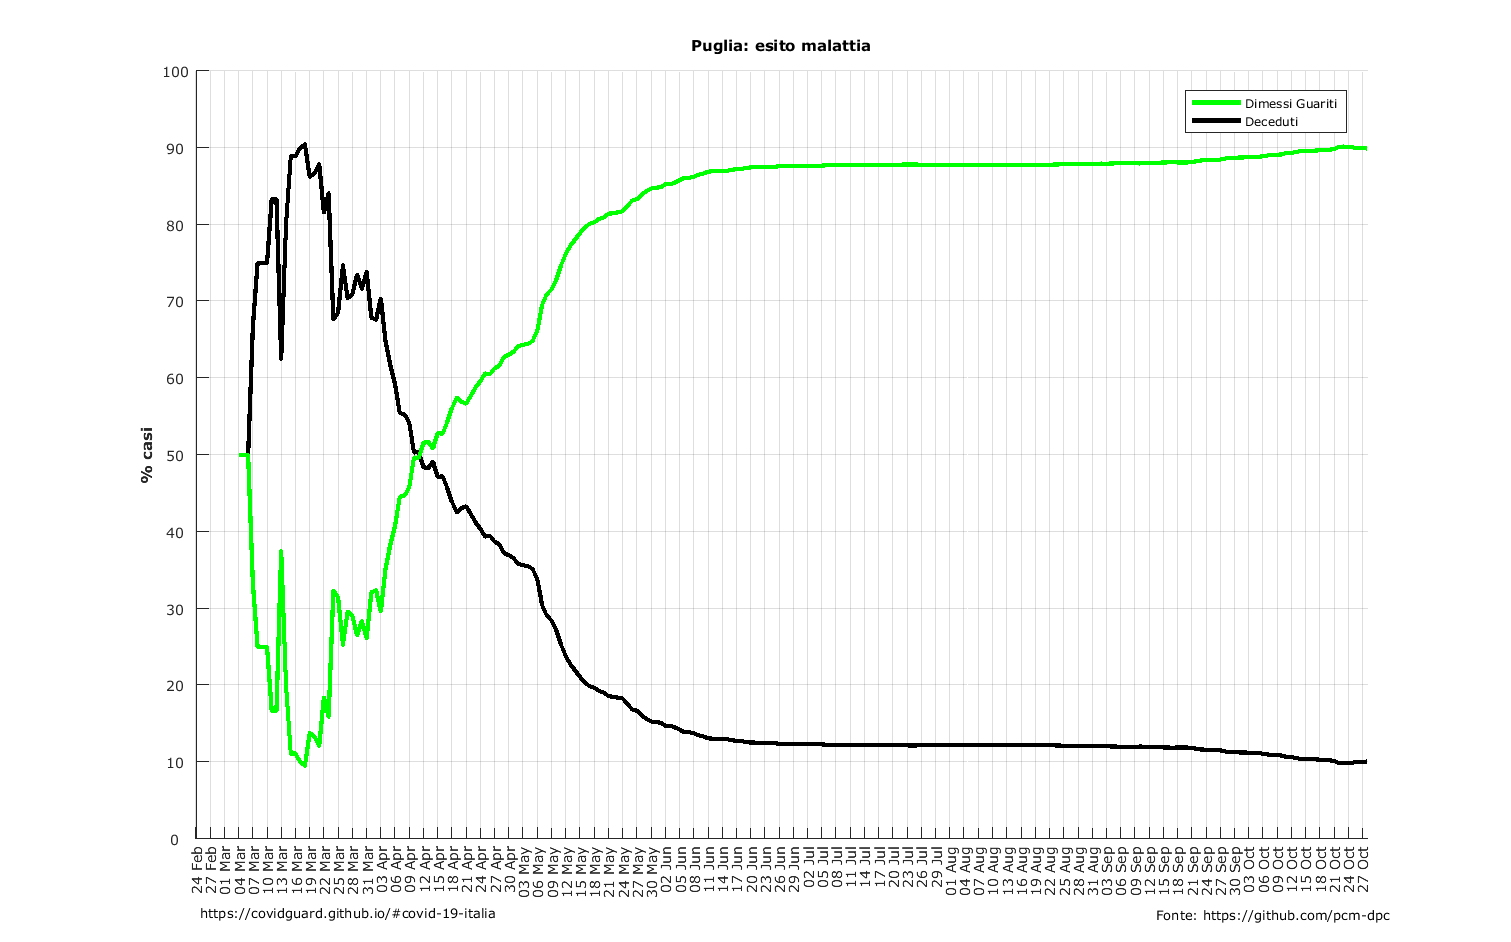 Puglia: esito malattia
100
90
80
70
60
50
40
30
20
10
0
% casi
Dimessi Guariti
Deceduti
24 Feb
27 Feb
01 Mar
04 Mar
07 Mar
10 Mar
13 Mar
16 Mar
19 Mar
22 Mar
25 Mar
28 Mar
31 Mar
03 Apr
06 Apr
09 Apr
12 Apr
15 Apr
18 Apr
21 Apr
24 Apr
27 Apr
30 Apr
03 May
06 May
09 May
12 May
15 May
18 May
21 May
24 May
27 May
30 May
02 Jun
05 Jun
08 Jun
11 Jun
14 Jun
17 Jun
20 Jun
23 Jun
26 Jun
29 Jun
02 Jul
05 Jul
08 Jul
11 Jul
14 Jul
17 Jul
20 Jul
23 Jul
26 Jul
29 Jul
01 Aug
04 Aug
07 Aug
10 Aug
13 Aug
16 Aug
19 Aug
22 Aug
25 Aug
28 Aug
31 Aug
03 Sep
06 Sep
09 Sep
12 Sep
15 Sep
18 Sep
21 Sep
24 Sep
27 Sep
30 Sep
03 Oct
06 Oct
09 Oct
12 Oct
15 Oct
18 Oct
21 Oct
24 Oct
27 Oct
https://covidguard.github.io/#covid-19-italia
Fonte: https://github.com/pcm-dpc